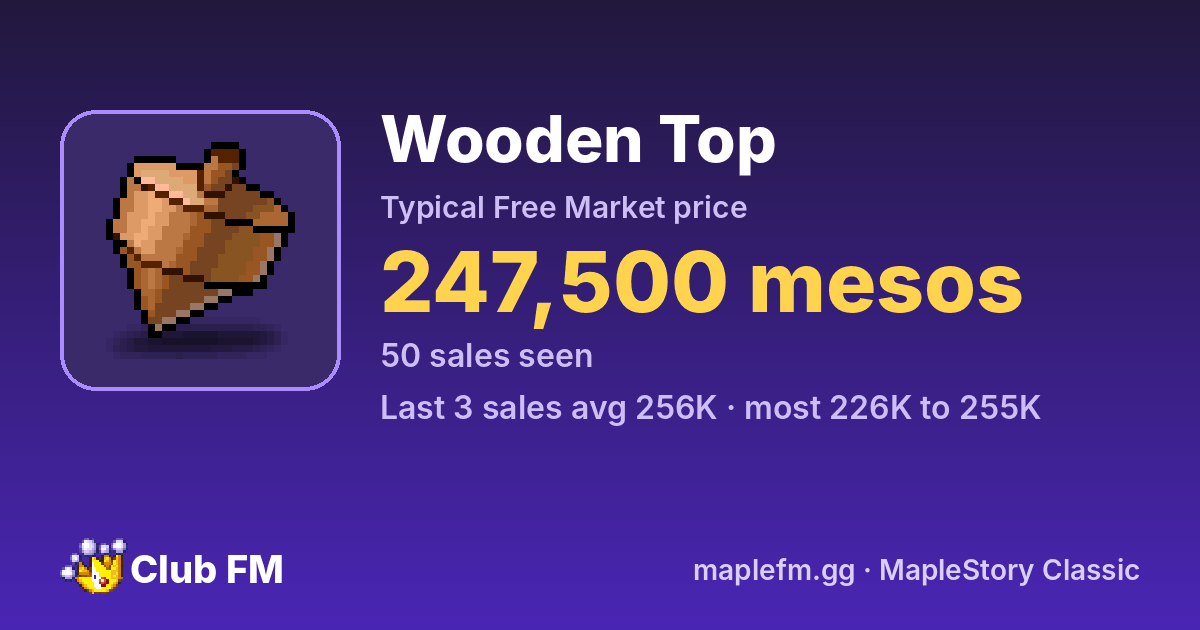 Wooden Top
Typical Free Market price
247,500 mesos
50 sales seen
Last 3 sales avg 256K · most 226K to 255K
Club FM
maplefm.gg · MapleStory Classic